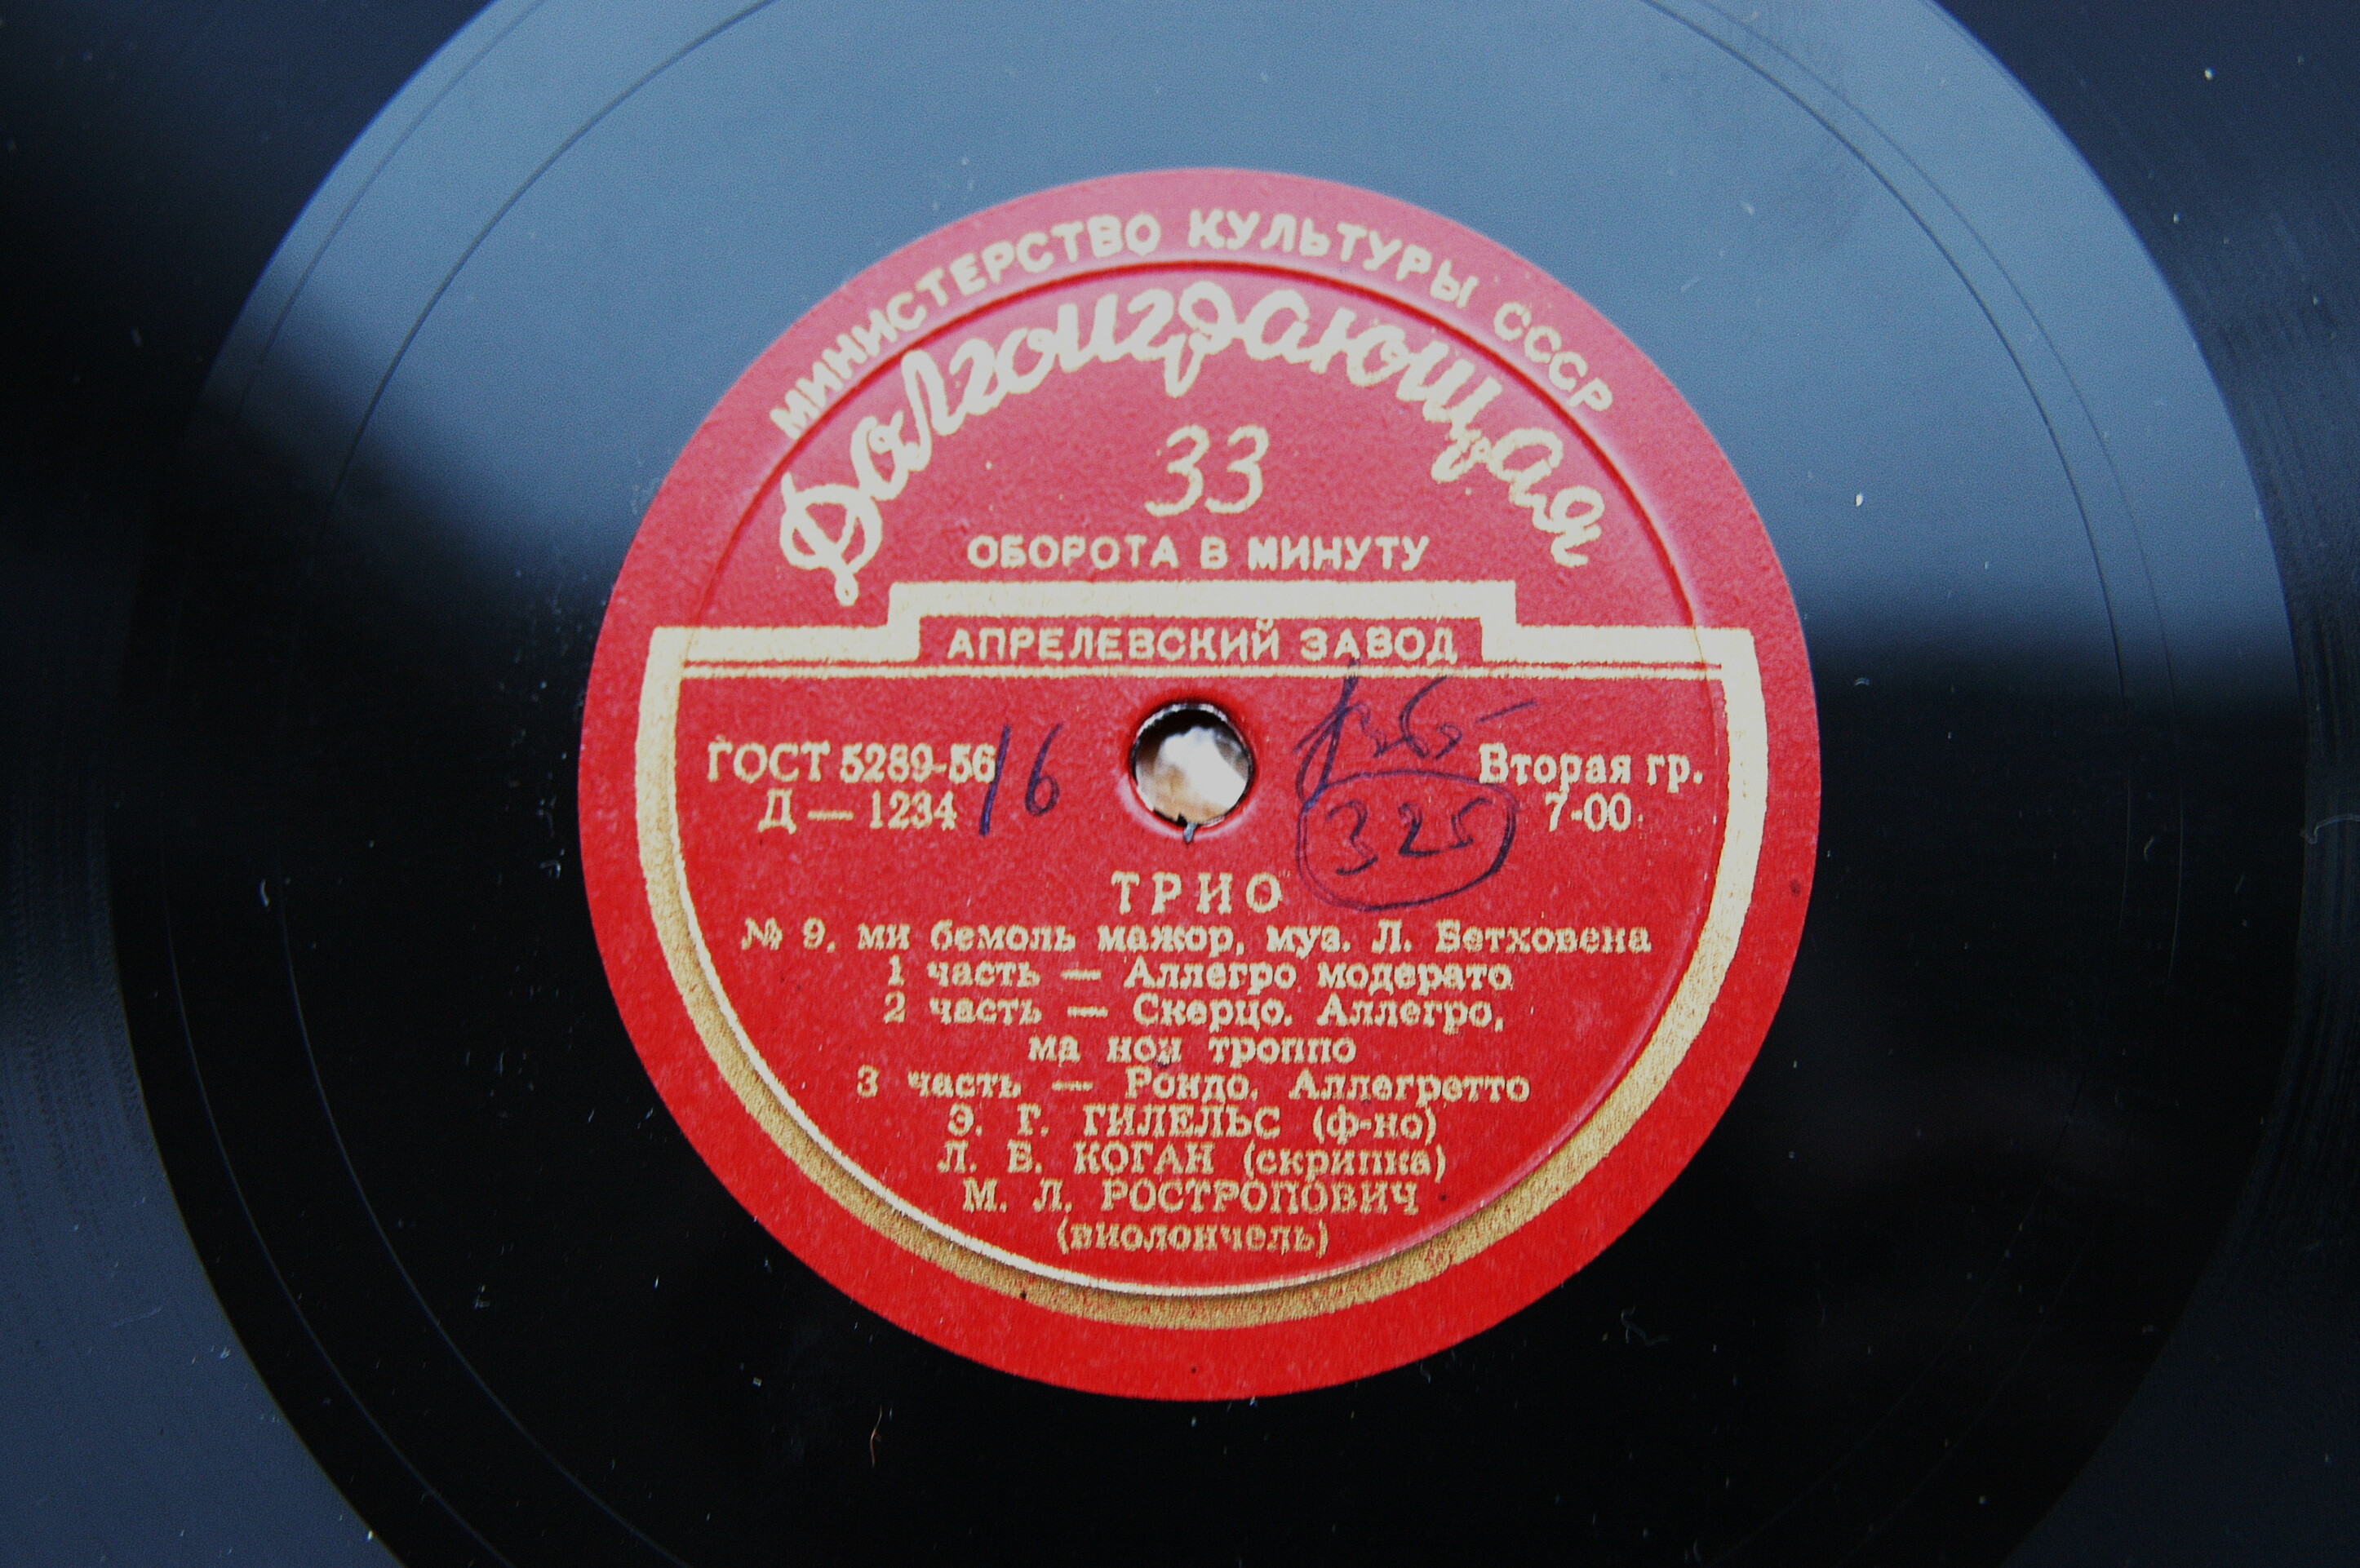 МИНИСТЕРСТВО КУЛЬТУРЫ СССР
Долгоиграющая
33
ОБОРОТА В МИНУТУ
АПРЕЛЕВСКИЙ ЗАВОД
ГОСТ 5289-56
Д — 1234
16
325
Вторая гр.
7-00
ТРИО
№ 9, ми бемоль мажор, муз. Л. Бетховена
1 часть — Аллегро модерато
2 часть — Скерцо. Аллегро,
ма нон троппо
3 часть — Рондо. Аллегретто
Э. Г. ГИЛЕЛЬС (ф-но)
Л. Б. КОГАН (скрипка)
М. Л. РОСТРОПОВИЧ
(виолончель)